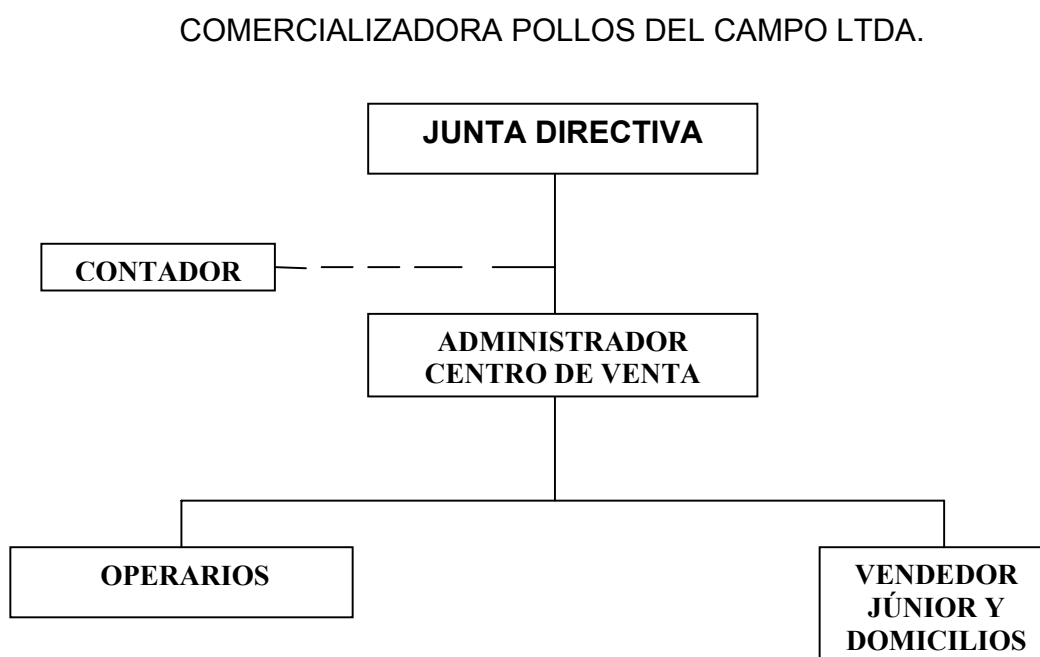 COMERCIALIZADORA POLLOS DEL CAMPO LTDA.
JUNTA DIRECTIVA
CONTADOR
ADMINISTRADOR
CENTRO DE VENTA
OPERARIOS
VENDEDOR
JÚNIOR Y
DOMICILIOS